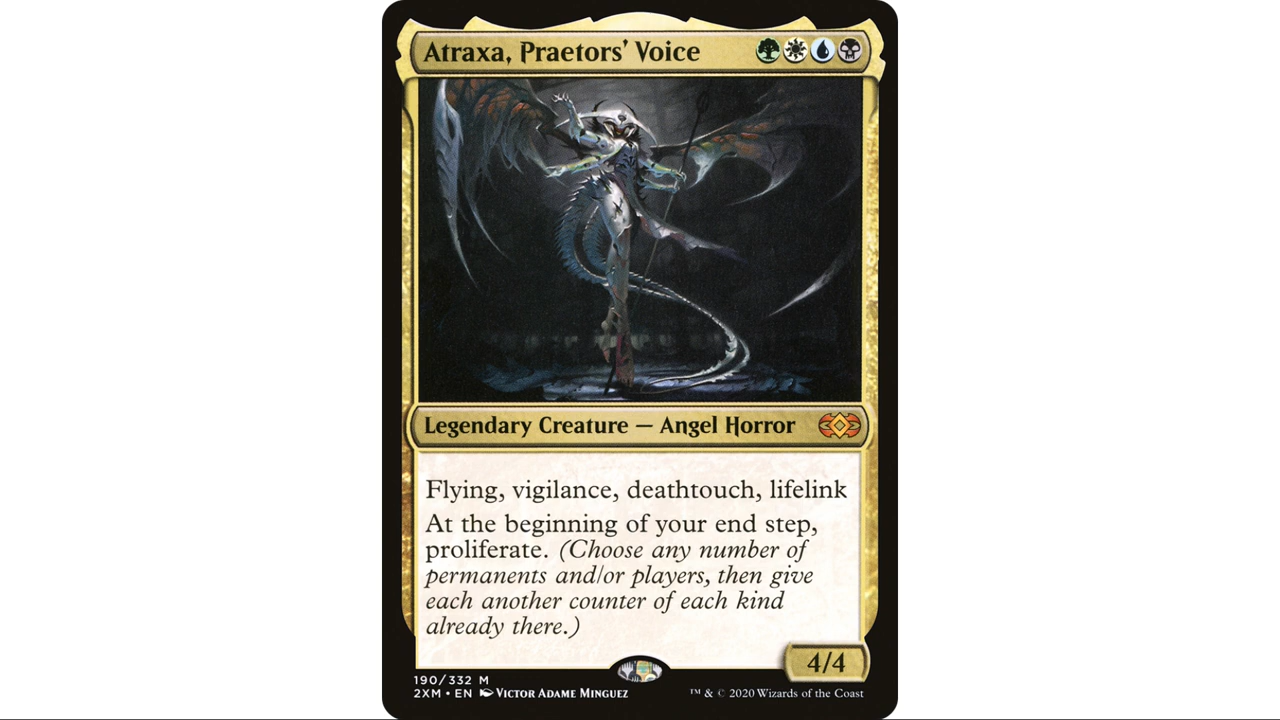 Atraxa, Praetors' Voice
Legendary Creature — Angel Horror
Flying, vigilance, deathtouch, lifelink
At the beginning of your end step,
proliferate. (Choose any number of
permanents and/or players, then give
each another counter of each kind
already there.)
4/4
190/332 M
2XM • EN Victor Adame Minguez
™ & © 2020 Wizards of the Coast